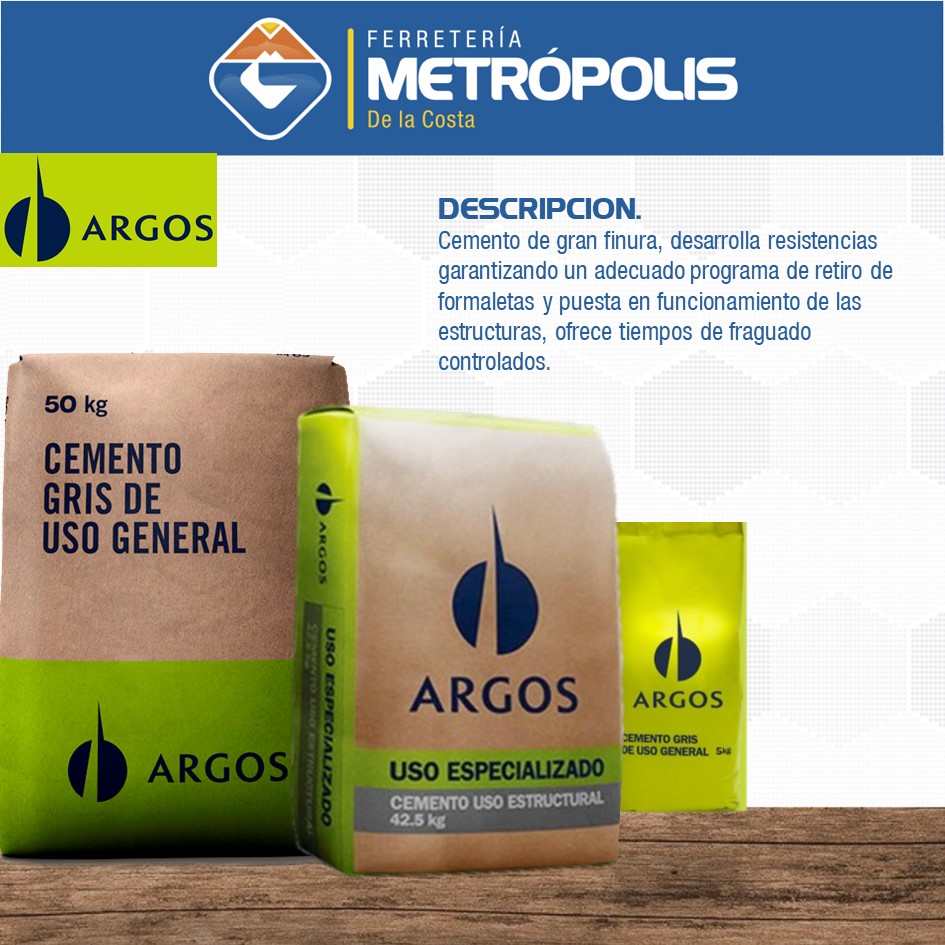 FERRETERÍA
METRÓPOLIS
De la Costa
ARGOS
DESCRIPCION.
Cemento de gran finura, desarrolla resistencias
garantizando un adecuado programa de retiro de
formaletas y puesta en funcionamiento de las
estructuras, ofrece tiempos de fraguado
controlados.
50 kg
CEMENTO
GRIS DE
USO GENERAL
ARGOS
ARGOS
USO ESPECIALIZADO
CEMENTO USO ESTRUCTURAL
ARGOS
USO ESPECIALIZADO
CEMENTO USO ESTRUCTURAL
42.5 kg
ARGOS
CEMENTO GRIS
DE USO GENERAL 5kg